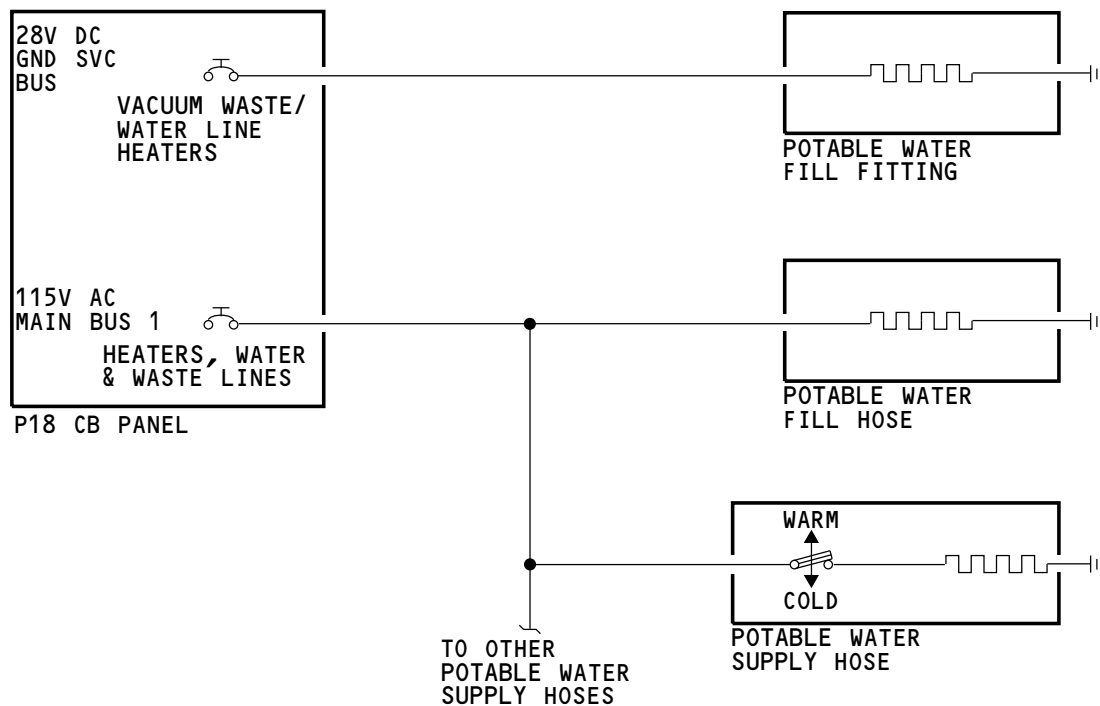 28V DC
GND SVC
BUS
VACUUM WASTE/
WATER LINE
HEATERS
POTABLE WATER
FILL FITTING
115V AC
MAIN BUS 1
HEATERS, WATER
& WASTE LINES
P18 CB PANEL
POTABLE WATER
FILL HOSE
WARM
COLD
POTABLE WATER
SUPPLY HOSE
TO OTHER
POTABLE WATER
SUPPLY HOSES